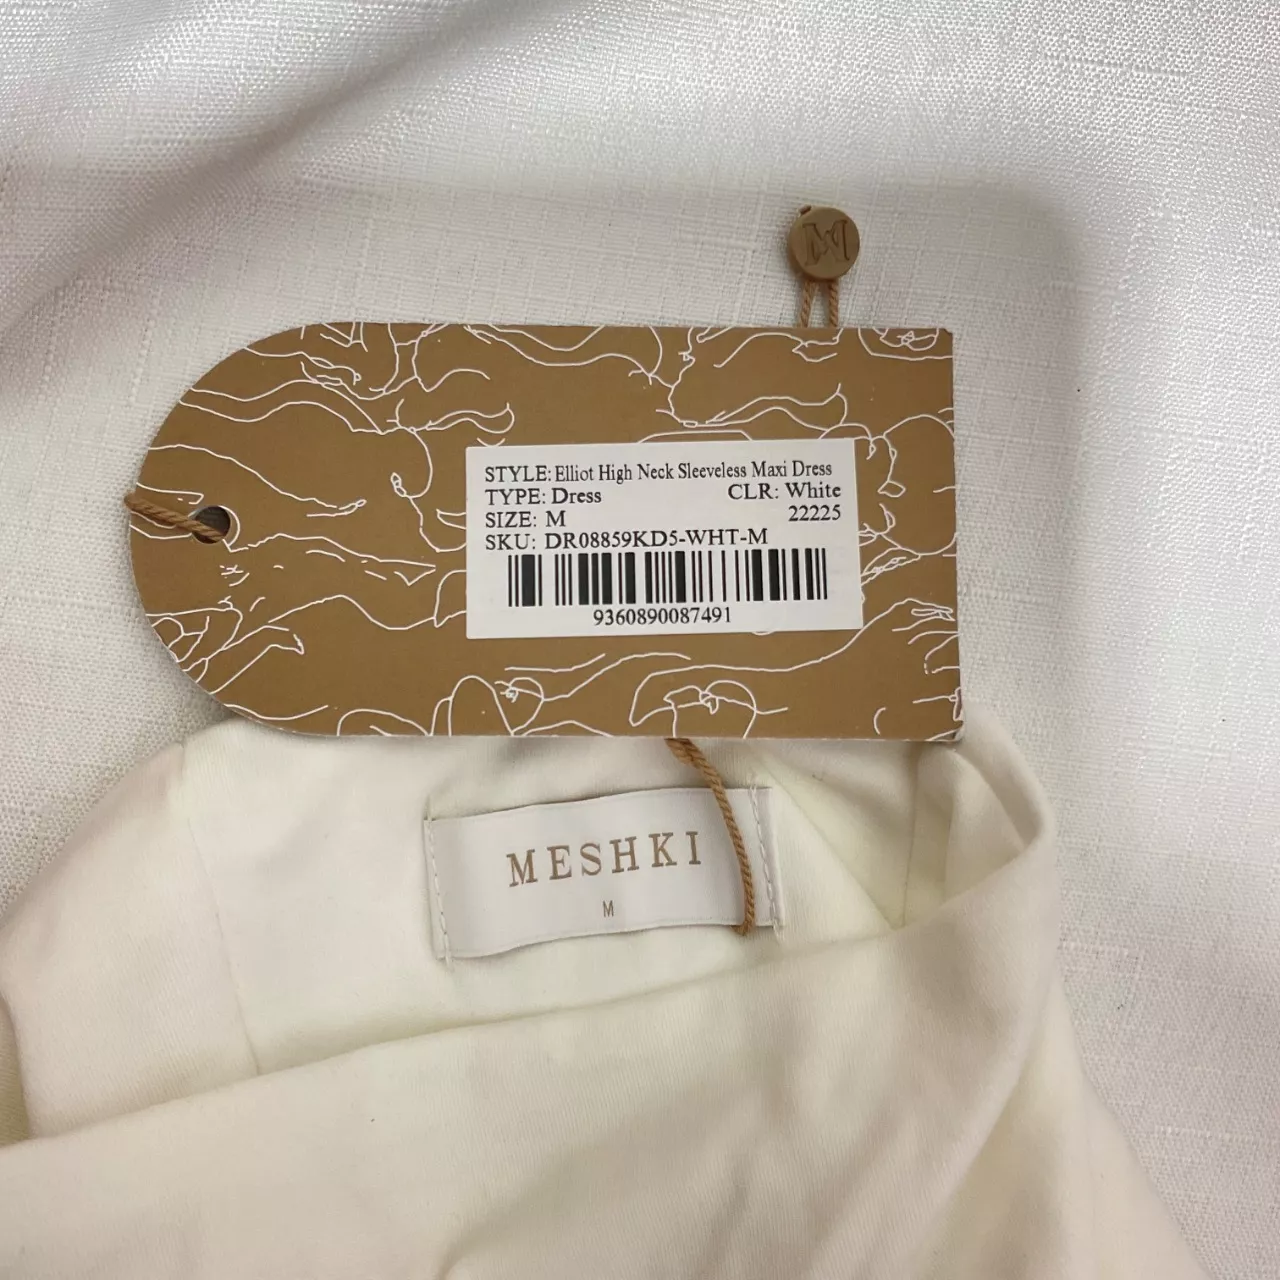 M
STYLE: Elliot High Neck Sleeveless Maxi Dress
TYPE: Dress CLR: White
SIZE: M 22225
SKU: DR08859KD5-WHT-M
9360890087491
MESHKI
M